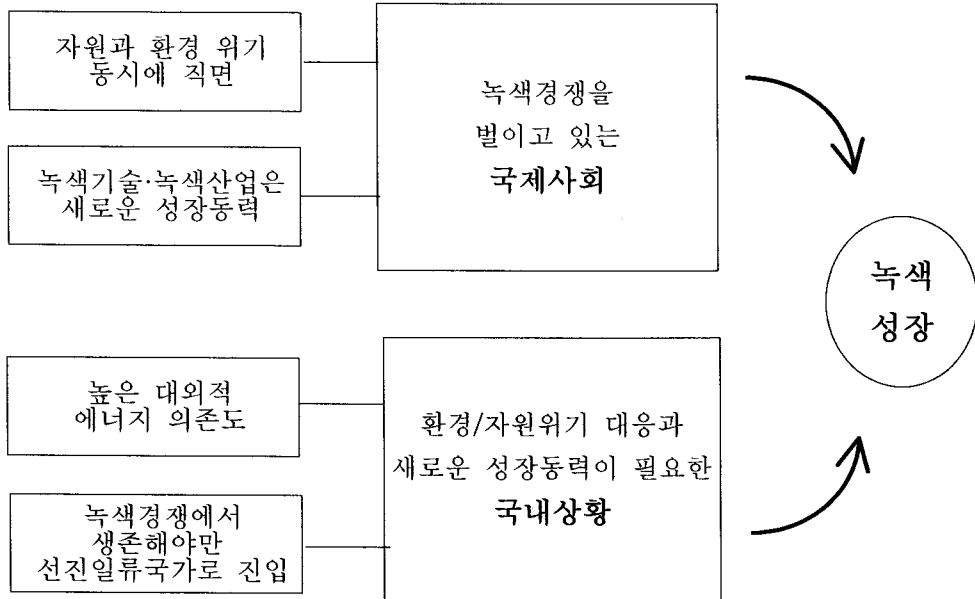 자원과 환경 위기
동시에 직면
녹색기술·녹색산업은
새로운 성장동력
녹색경쟁을
벌이고 있는
국제사회
높은 대외적
에너지 의존도
녹색경쟁에서
생존해야만
선진일류국가로 진입
환경/자원위기 대응과
새로운 성장동력이 필요한
국내상황
녹색
성장